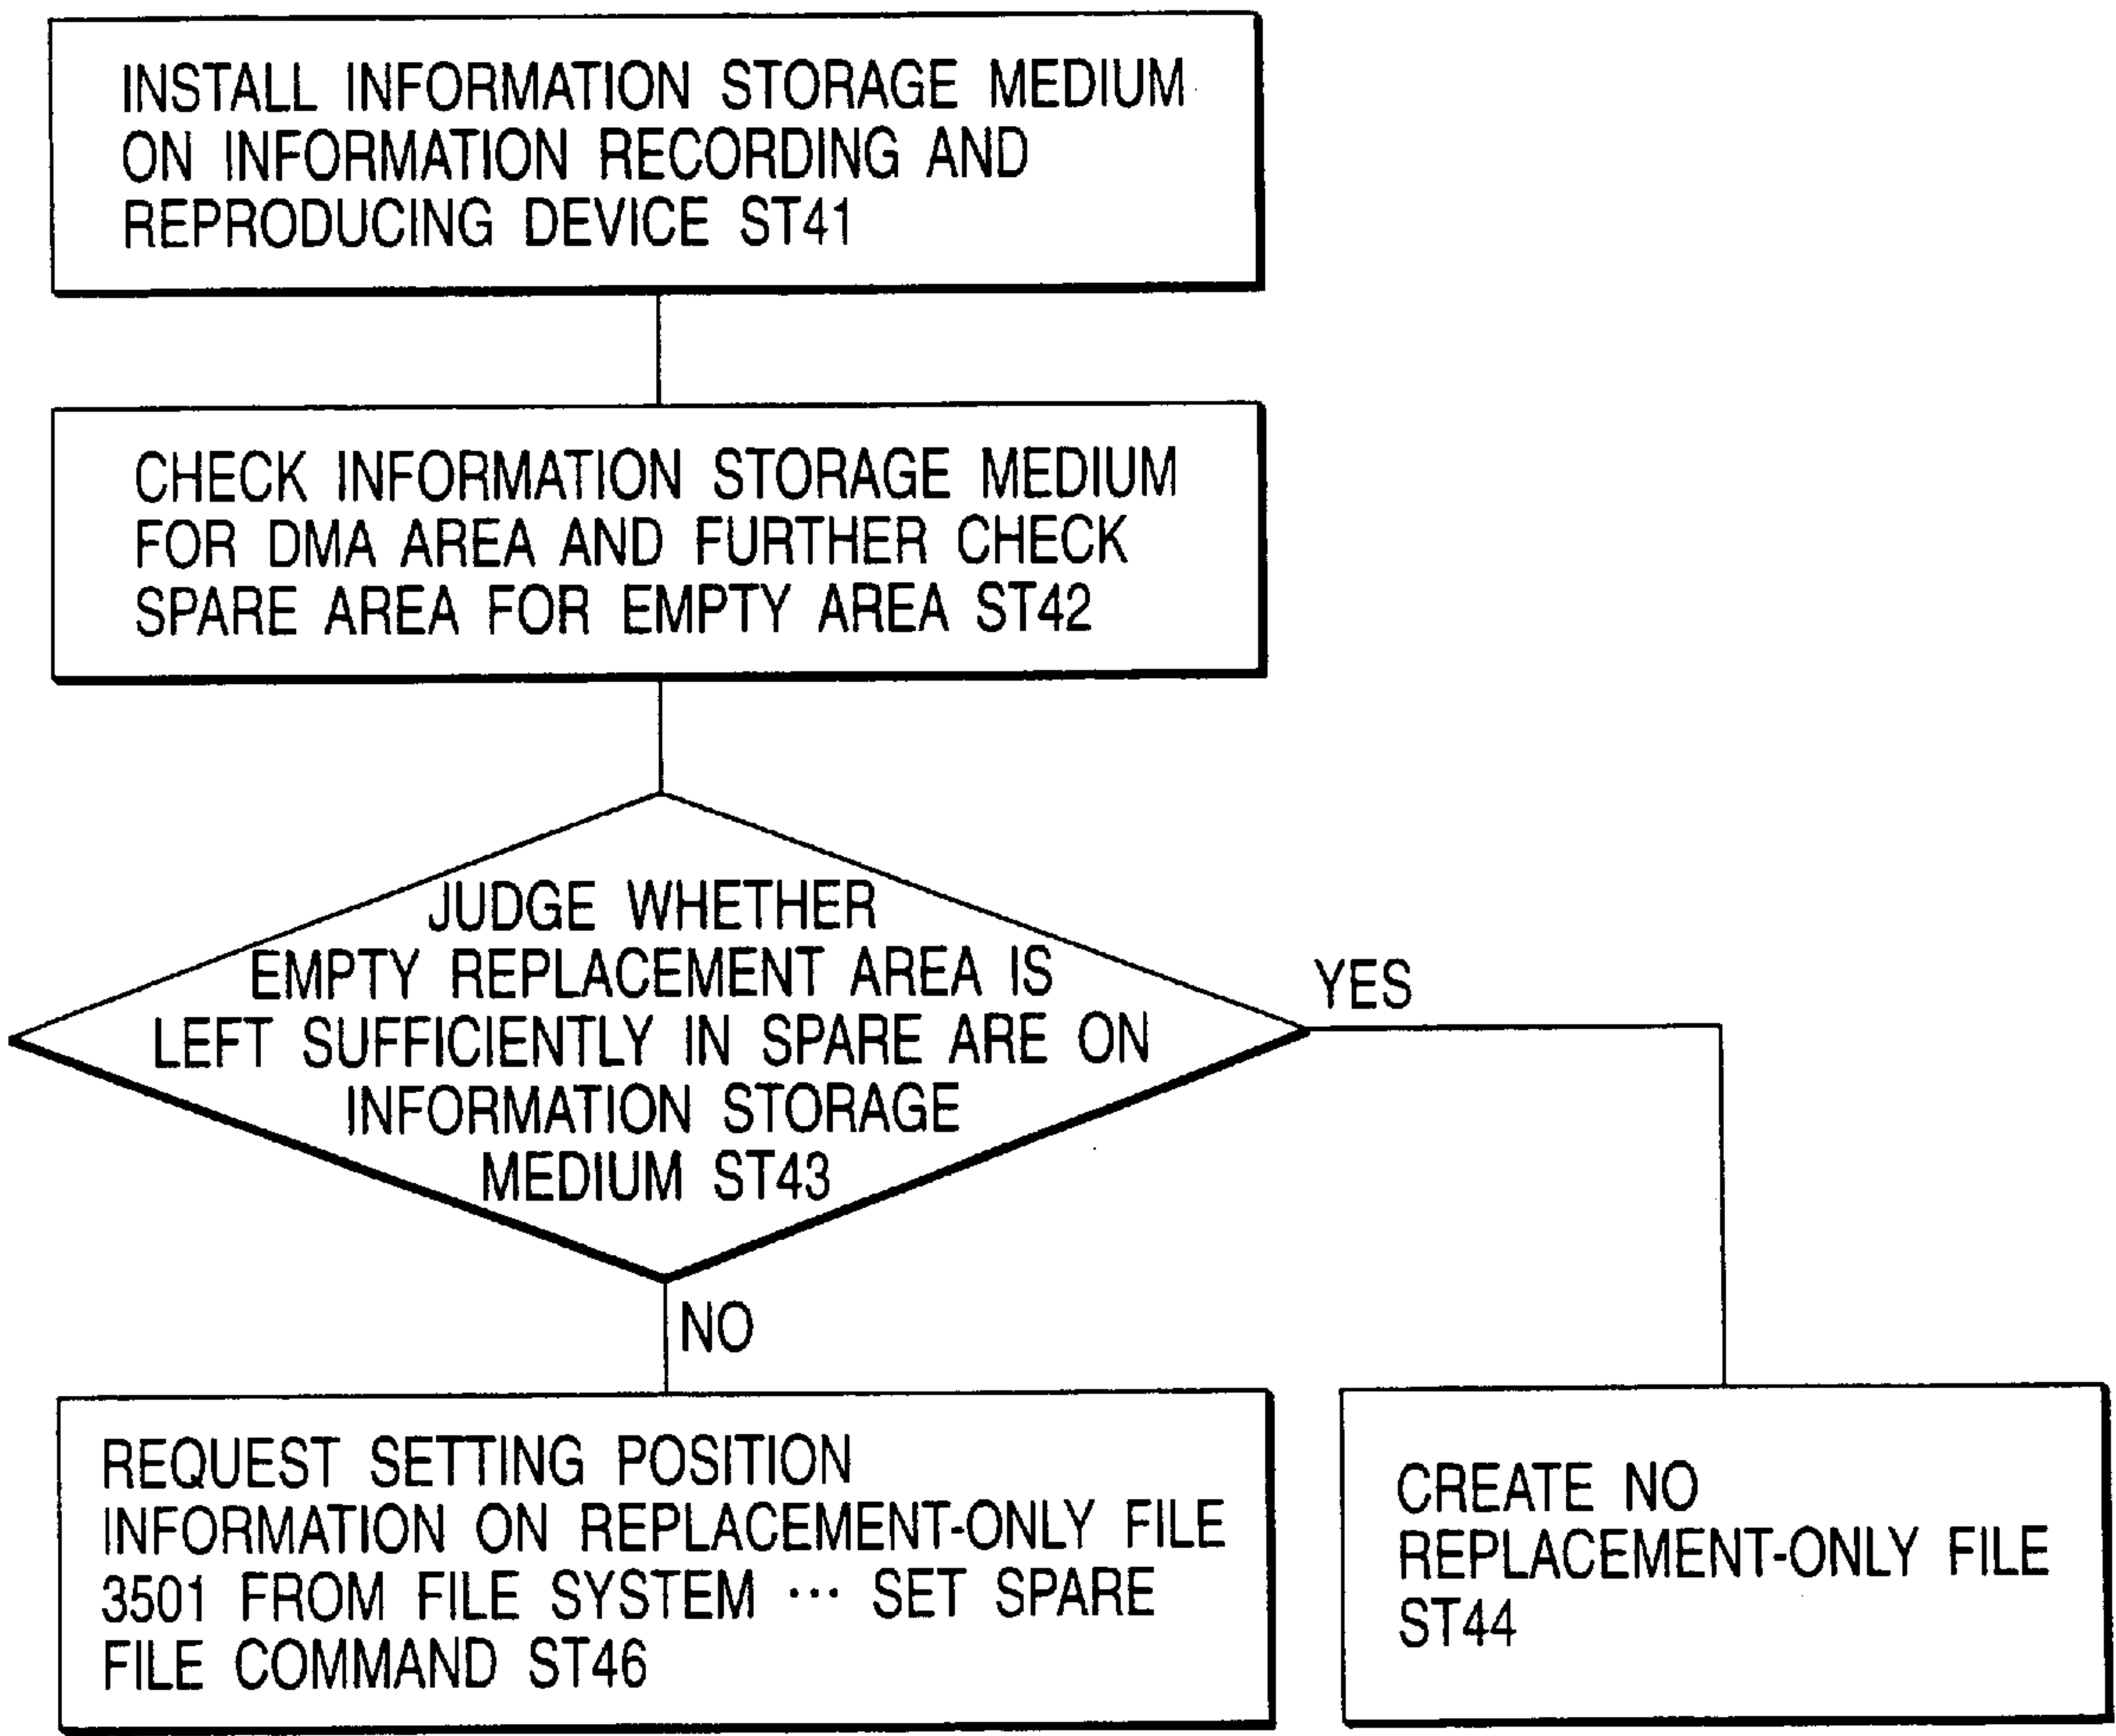 INSTALL INFORMATION STORAGE MEDIUM
ON INFORMATION RECORDING AND
REPRODUCING DEVICE ST41
CHECK INFORMATION STORAGE MEDIUM
FOR DMA AREA AND FURTHER CHECK
SPARE AREA FOR EMPTY AREA ST42
JUDGE WHETHER
EMPTY REPLACEMENT AREA IS
LEFT SUFFICIENTLY IN SPARE ARE ON
INFORMATION STORAGE
MEDIUM ST43
YES
NO
REQUEST SETTING POSITION
INFORMATION ON REPLACEMENT-ONLY FILE
3501 FROM FILE SYSTEM ··· SET SPARE
FILE COMMAND ST46
CREATE NO
REPLACEMENT-ONLY FILE
ST44